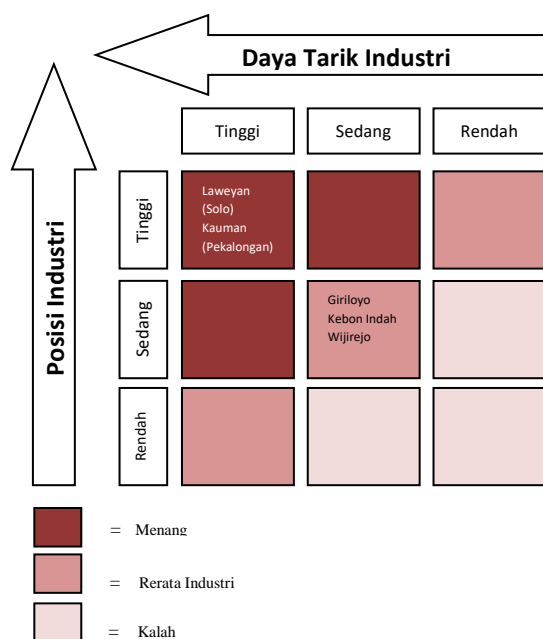 Daya Tarik Industri
Tinggi
Sedang
Rendah
Posisi Industri
Tinggi
Laweyan
(Solo)
Kauman
(Pekalongan)
Sedang
Giriloyo
Kebon Indah
Wijirejo
Rendah
= Menang
= Rerata Industri
= Kalah